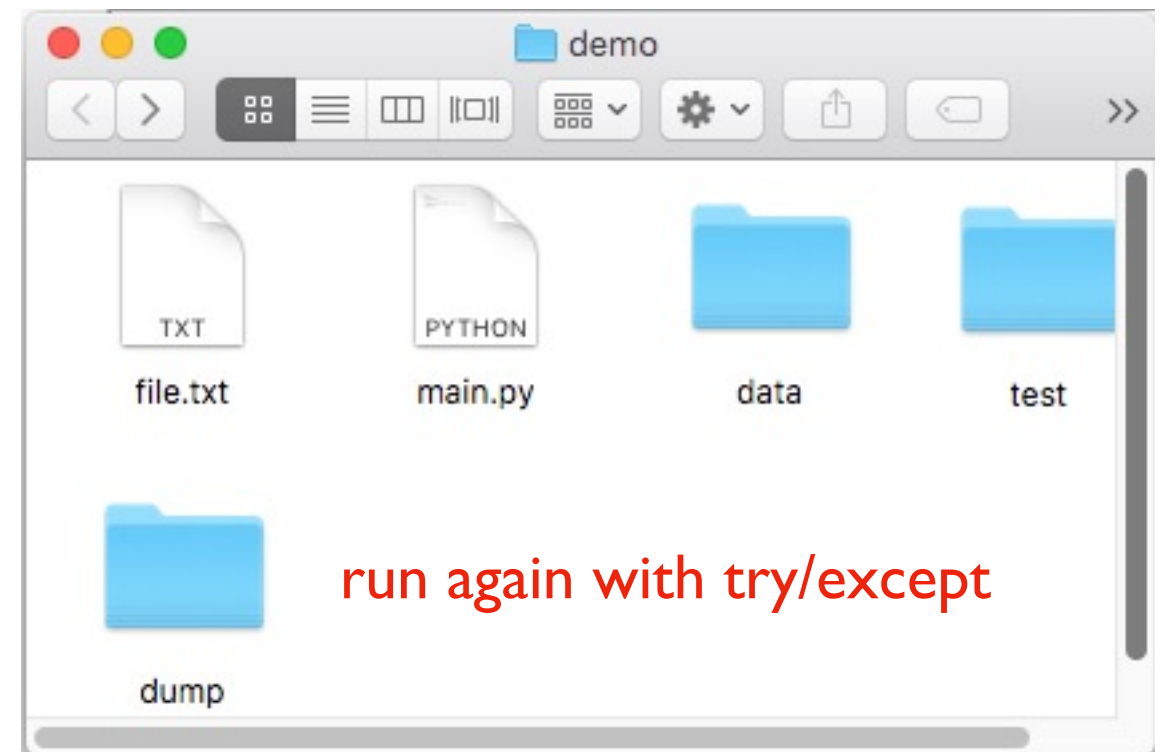 demo
TXT
PYTHON
file.txt
main.py
data
test
run again with try/except
dump